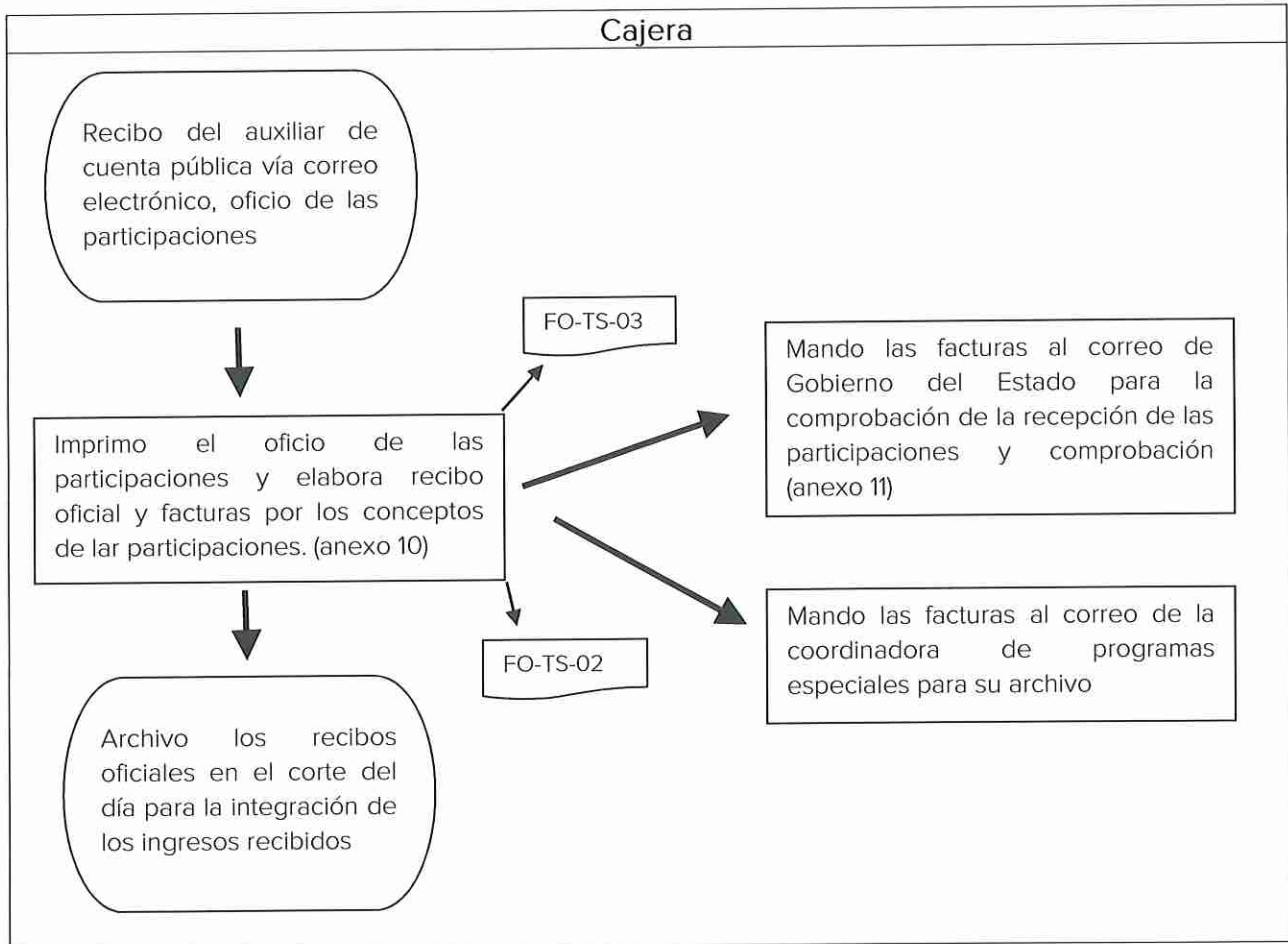 Cajera
Recibo del auxiliar de
cuenta pública vía correo
electrónico, oficio de las
participaciones
FO-TS-03
Imprimo el oficio de las
participaciones y elabora recibo
oficial y facturas por los conceptos
de lar participaciones. (anexo 10)
Mando las facturas al correo de
Gobierno del Estado para la
comprobación de la recepción de las
participaciones y comprobación
(anexo 11)
FO-TS-02
Mando las facturas al correo de la
coordinadora de programas
especiales para su archivo
Archivo los recibos
oficiales en el corte del
día para la integración de
los ingresos recibidos